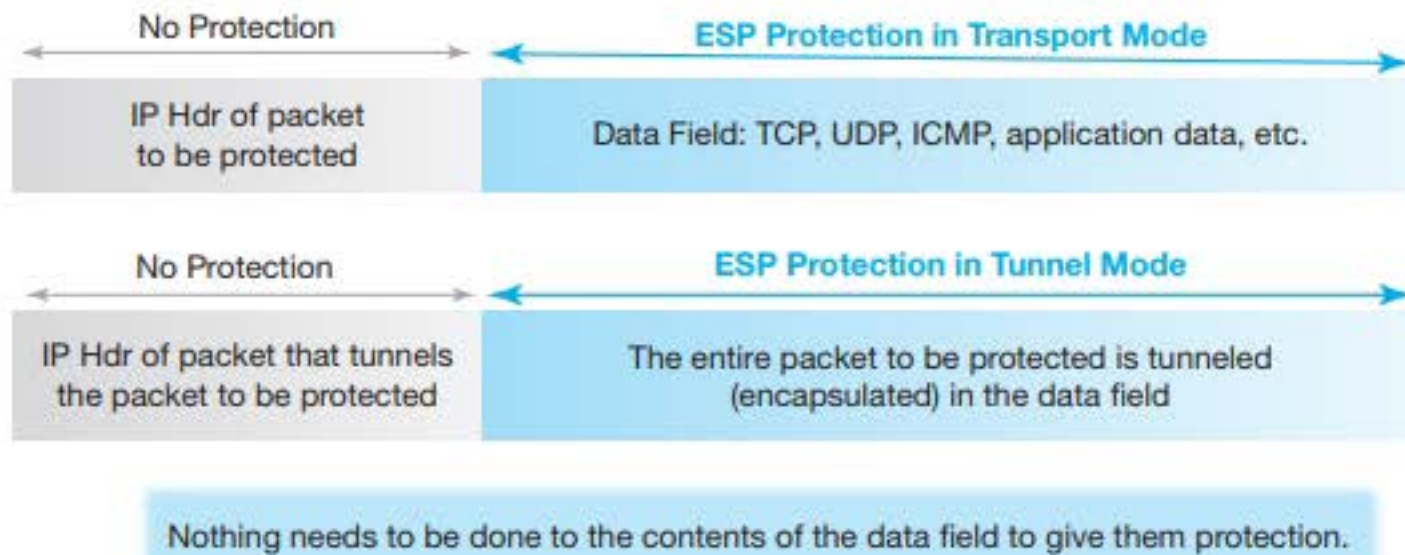 No Protection
ESP Protection in Transport Mode
IP Hdr of packet
to be protected
Data Field: TCP, UDP, ICMP, application data, etc.
No Protection
ESP Protection in Tunnel Mode
IP Hdr of packet that tunnels
the packet to be protected
The entire packet to be protected is tunneled
(encapsulated) in the data field
Nothing needs to be done to the contents of the data field to give them protection.